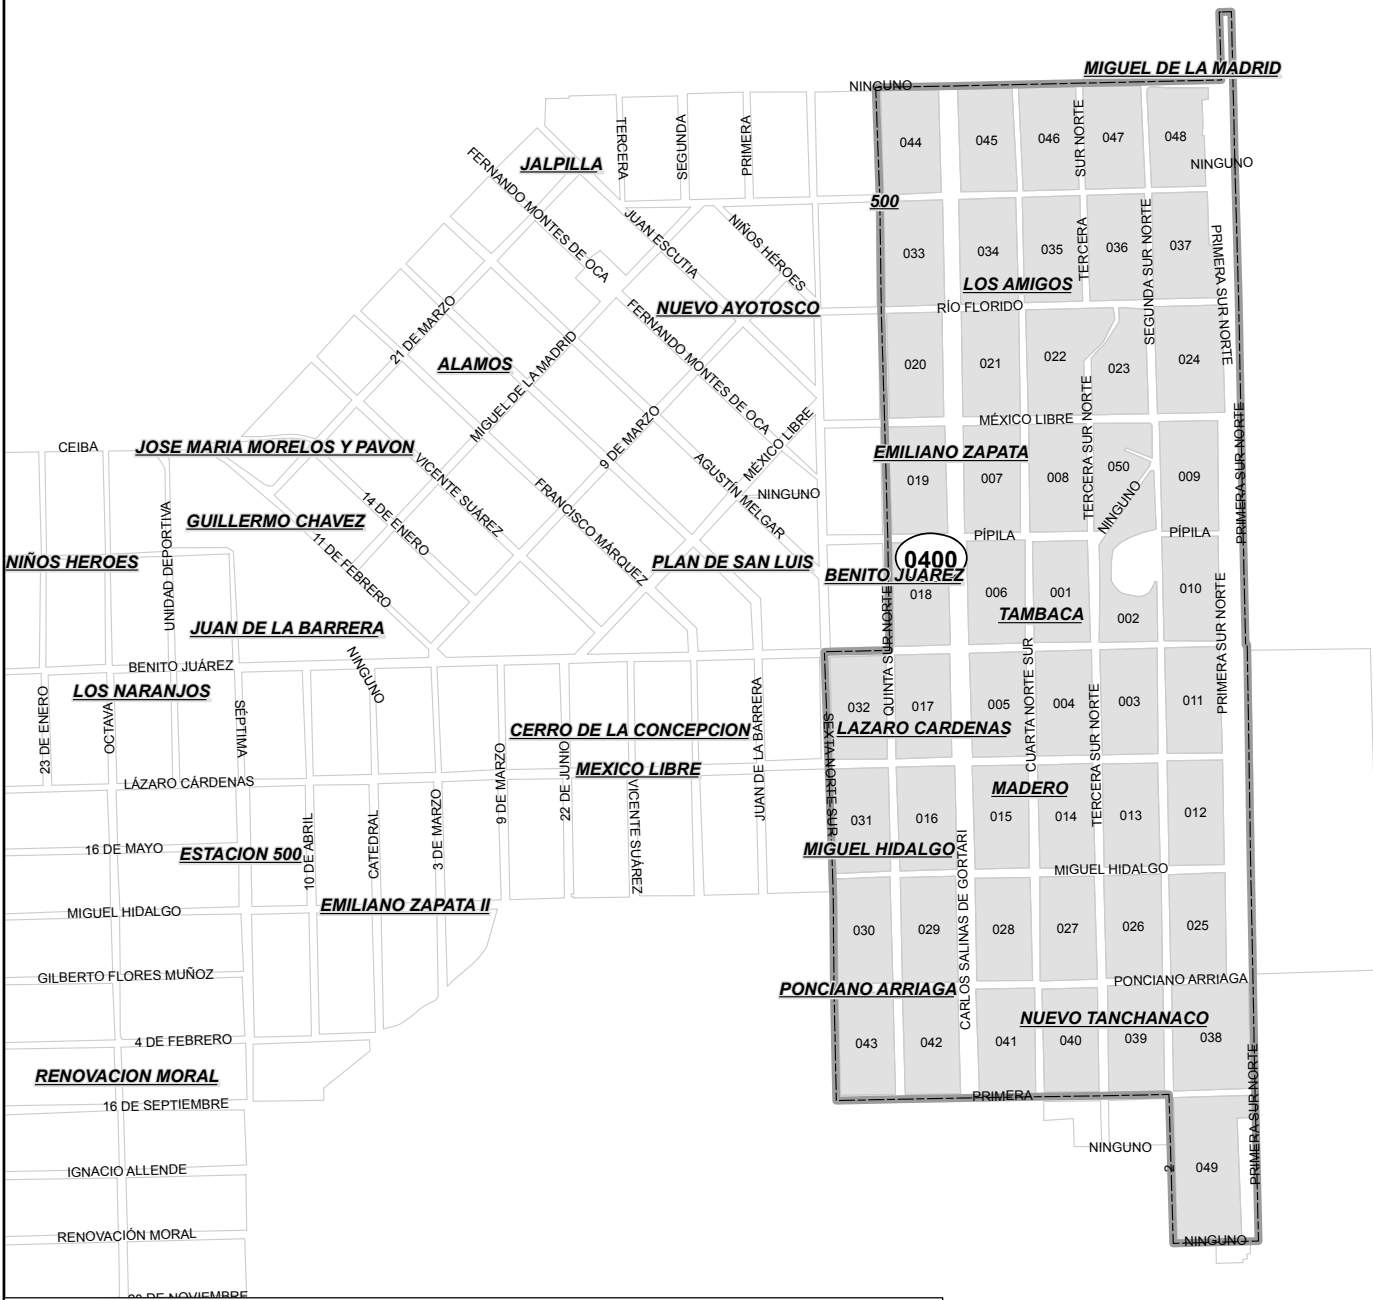 MIGUEL DE LA MADRID
NINGUNO
044
045
046
SUR NORTE
047
048
NINGUNO
TERCERA
SEGUNDA
PRIMERA
JALPILLA
FERNANDO MONTES DE OCA
JUAN ESCUTIA
NIÑOS HÉROES
500
033
034
035
TERCERA
036
SEGUNDA SUR NORTE
037
PRIMERA SUR NORTE
LOS AMIGOS
RÍO FLORIDO
NUEVO AYOTOSCO
FERNANDO MONTES DE OCA
21 DE MARZO
ALAMOS
MIGUEL DE LA MADRID
020
021
022
023
024
MÉXICO LIBRE
TERCERA SUR NORTE
PRIMERA SUR NORTE
9 DE MARZO
MÉXICO LIBRE
AGUSTÍN MELGAR
NINGUNO
CEIBA
JOSE MARIA MORELOS Y PAVON
VICENTE SUÁREZ
FRANCISCO MÁRQUEZ
14 DE ENERO
11 DE FEBRERO
GUILLERMO CHAVEZ
UNIDAD DEPORTIVA
EMILIANO ZAPATA
019
007
008
050
NINGUNO
009
PÍPILA
PÍPILA
NIÑOS HEROES
PLAN DE SAN LUIS
BENITO JUAREZ
0400
018
006
001
002
010
TAMBACA
JUAN DE LA BARRERA
NINGUNO
BENITO JUÁREZ
LOS NARANJOS
23 DE ENERO
OCTAVA
SÉPTIMA
QUINTA SUR NORTE
CUARTA NORTE SUR
TERCERA SUR NORTE
PRIMERA SUR NORTE
032
017
005
004
003
011
LAZARO CARDENAS
CERRO DE LA CONCEPCION
MEXICO LIBRE
9 DE MARZO
22 DE JUNIO
VICENTE SUÁREZ
JUAN DE LA BARRERA
SEXTA NORTE SUR
LÁZARO CÁRDENAS
MADERO
031
016
015
014
013
012
MIGUEL HIDALGO
MIGUEL HIDALGO
16 DE MAYO
ESTACION 500
10 DE ABRIL
CATEDRAL
3 DE MARZO
EMILIANO ZAPATA II
MIGUEL HIDALGO
CARLOS SALINAS DE GORTARI
030
029
028
027
026
025
GILBERTO FLORES MUÑOZ
PONCIANO ARRIAGA
PONCIANO ARRIAGA
NUEVO TANCHANACO
043
042
041
040
039
038
4 DE FEBRERO
RENOVACION MORAL
16 DE SEPTIEMBRE
PRIMERA
NINGUNO
PRIMERA SUR NORTE
2
049
IGNACIO ALLENDE
RENOVACIÓN MORAL
NINGUNO
20 DE NOVIEMBRE